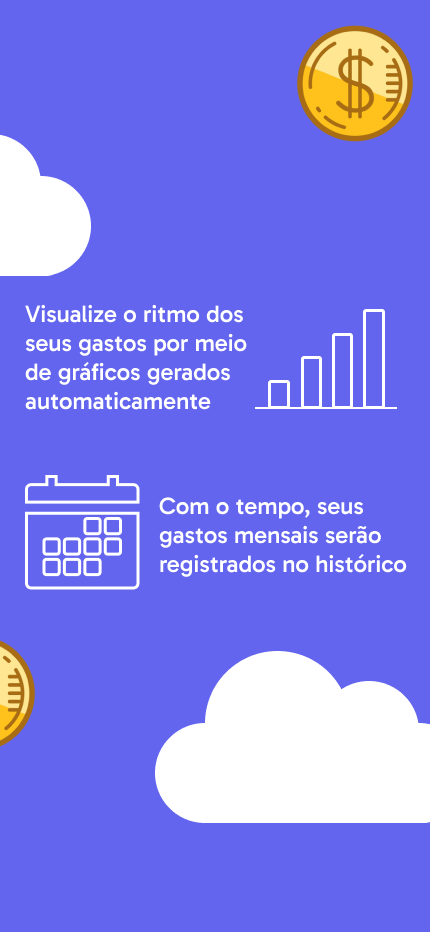 Visualize o ritmo dos
seus gastos por meio
de gráficos gerados
automaticamente
Com o tempo, seus
gastos mensais serão
registrados no histórico